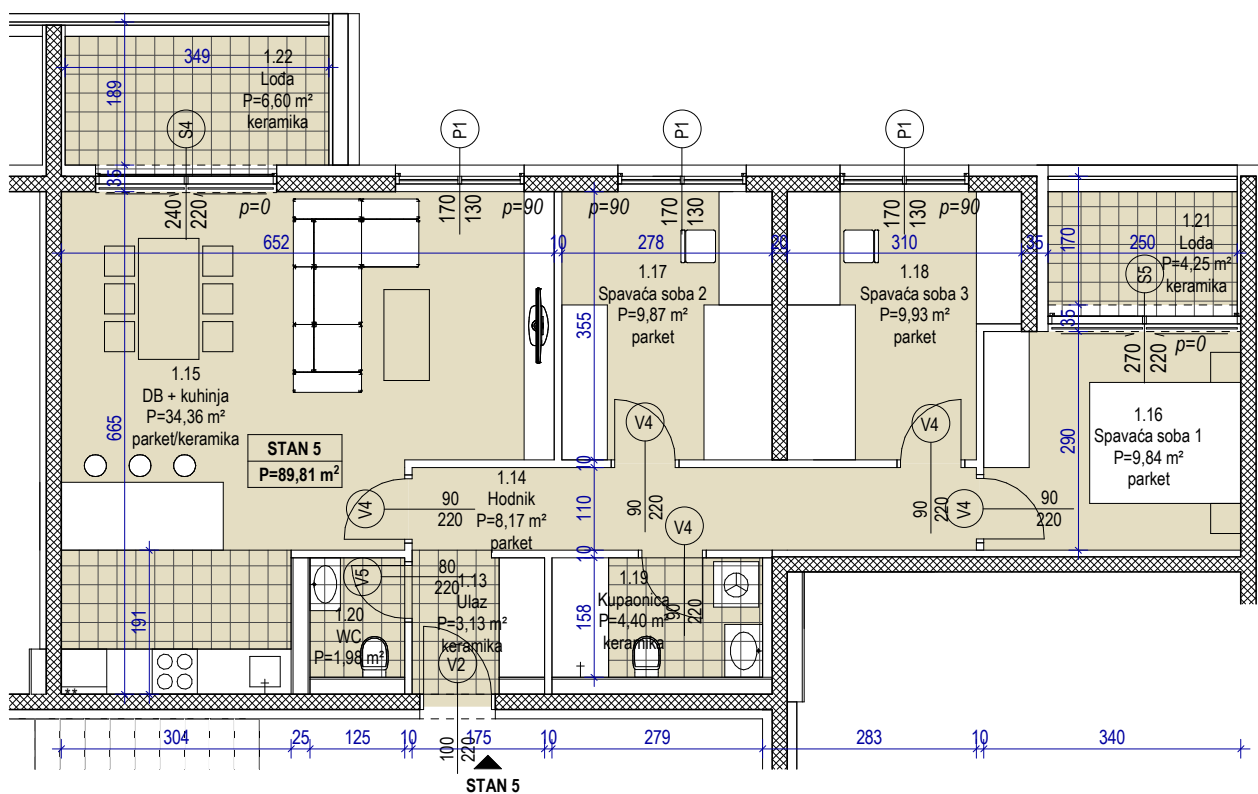 349
189
1.22
Lođa
P=6,60 m²
keramika
S4
P1
P1
P1
35
240
220
p=0
170
130
p=90
p=90
170
130
170
130
p=90
652
10
278
20
310
35
170
1.21
250
Lođa
P=4,25 m²
keramika
S5
35
270
220
p=0
1.17
Spavaća soba 2
P=9,87 m²
parket
355
1.18
Spavaća soba 3
P=9,93 m²
parket
1.15
DB + kuhinja
P=34,36 m²
parket/keramika
665
STAN 5
P=89,81 m²
V4
V4
290
1.16
Spavaća soba 1
P=9,84 m²
parket
10
1.14
Hodnik
P=8,17 m²
parket
V4
90
220
110
90
220
V4
90
220
V4
90
220
10
191
V5
80
220
1.13
Ulaz
P=3,13 m²
keramika
1.20
WC
P=1,98 m²
158
1.19
Kupaonica
P=4,40 m²
keramika
90
220
V2
**
304
25
125
10
175
10
279
283
10
340
100
220
STAN 5